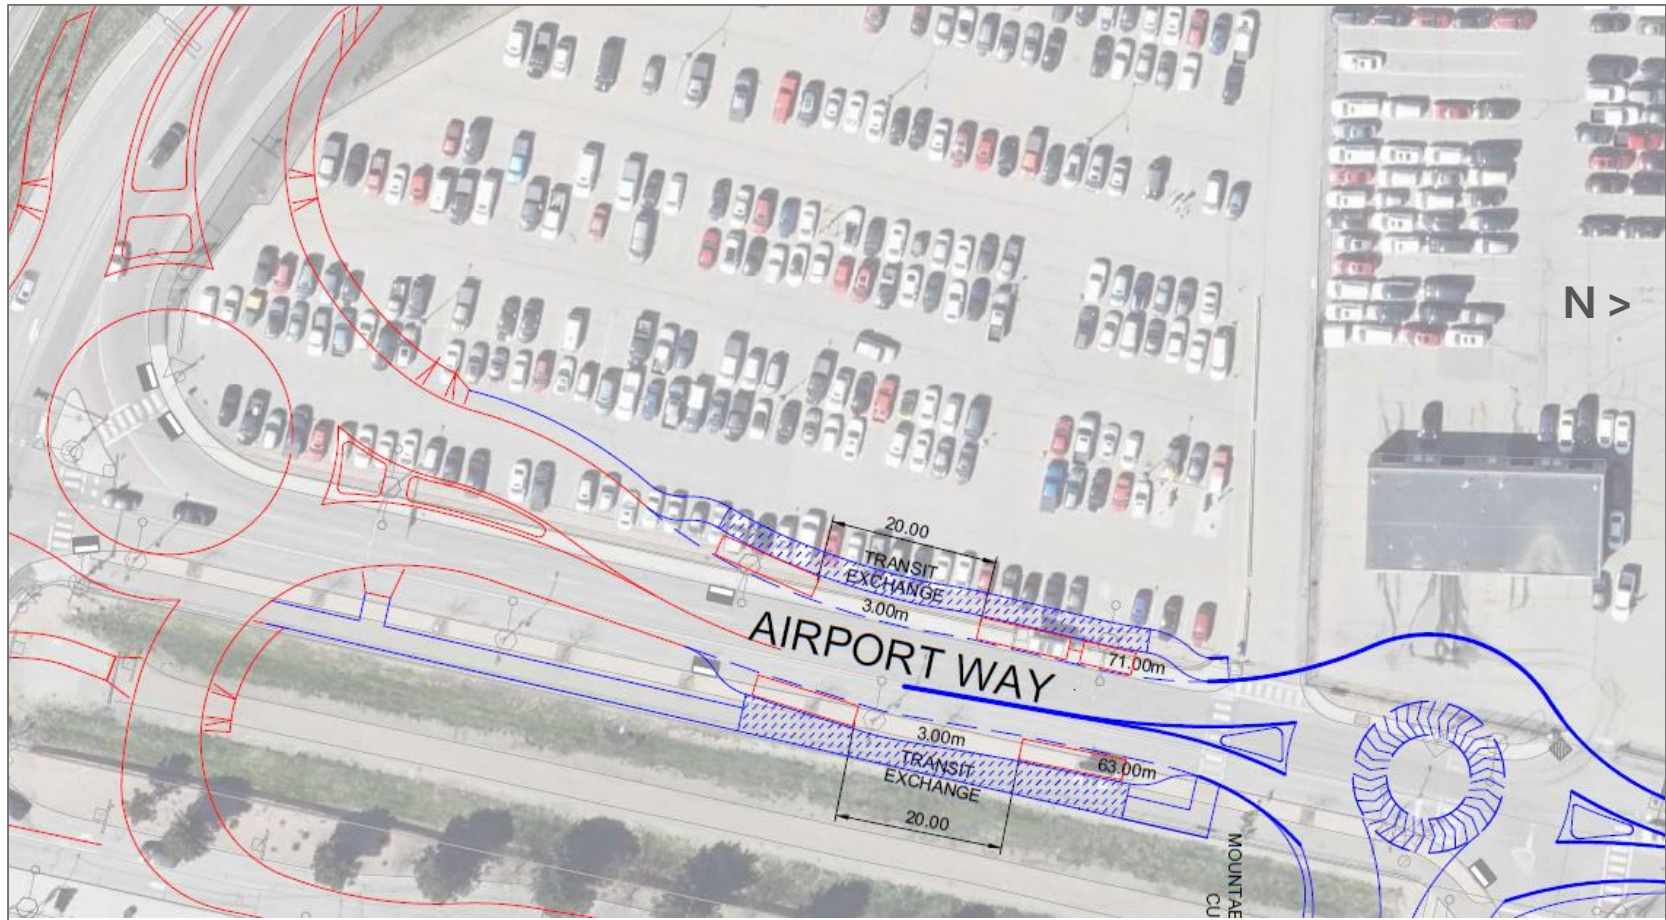 N >
20.00
TRANSIT
EXCHANGE
3.00m
AIRPORT WAY
71.00m
3.00m
63.00m
TRANSIT
EXCHANGE
20.00
MOUNTAB
CU